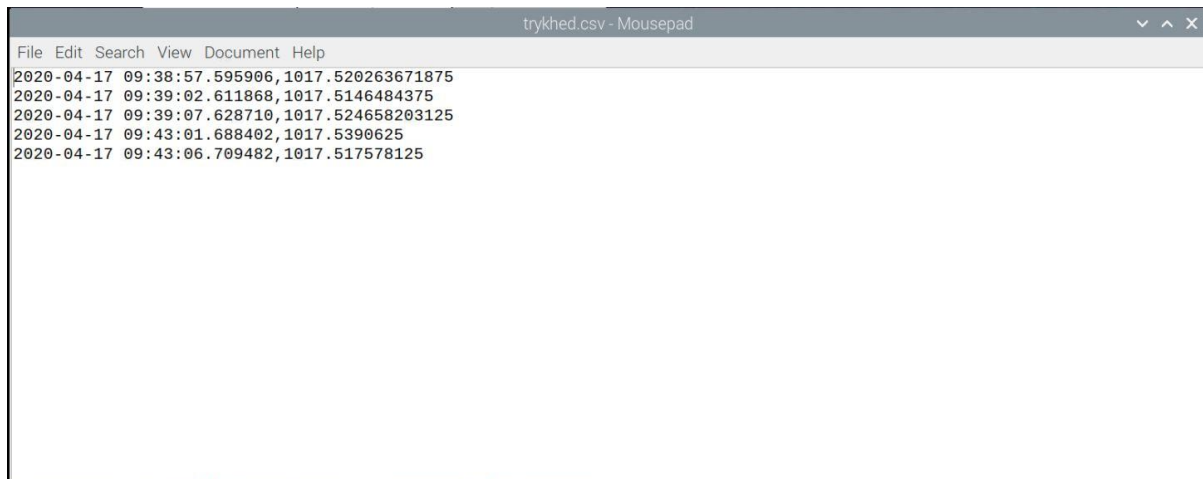 trykhed.csv - Mousepad
File Edit Search View Document Help
2020-04-17 09:38:57.595906,1017.520263671875
2020-04-17 09:39:02.611868,1017.5146484375
2020-04-17 09:39:07.628710,1017.524658203125
2020-04-17 09:43:01.688402,1017.5390625
2020-04-17 09:43:06.709482,1017.517578125